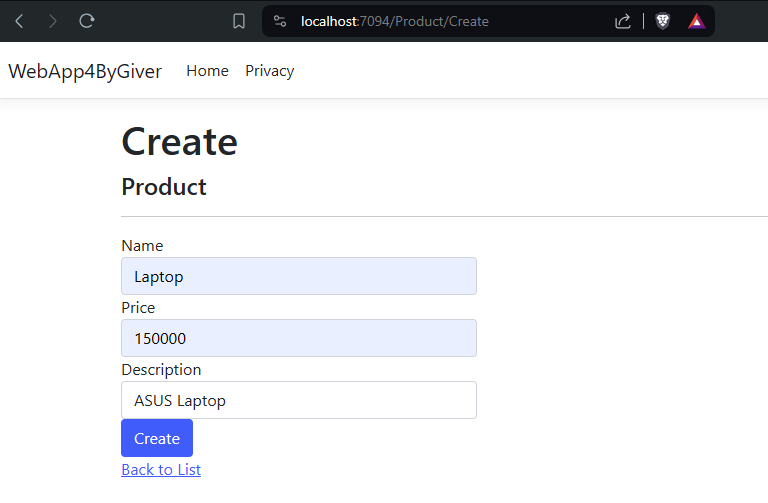 localhost:7094/Product/Create
WebApp4ByGiver Home Privacy
Create
Product
Name
Laptop
Price
150000
Description
ASUS Laptop
Create
Back to List